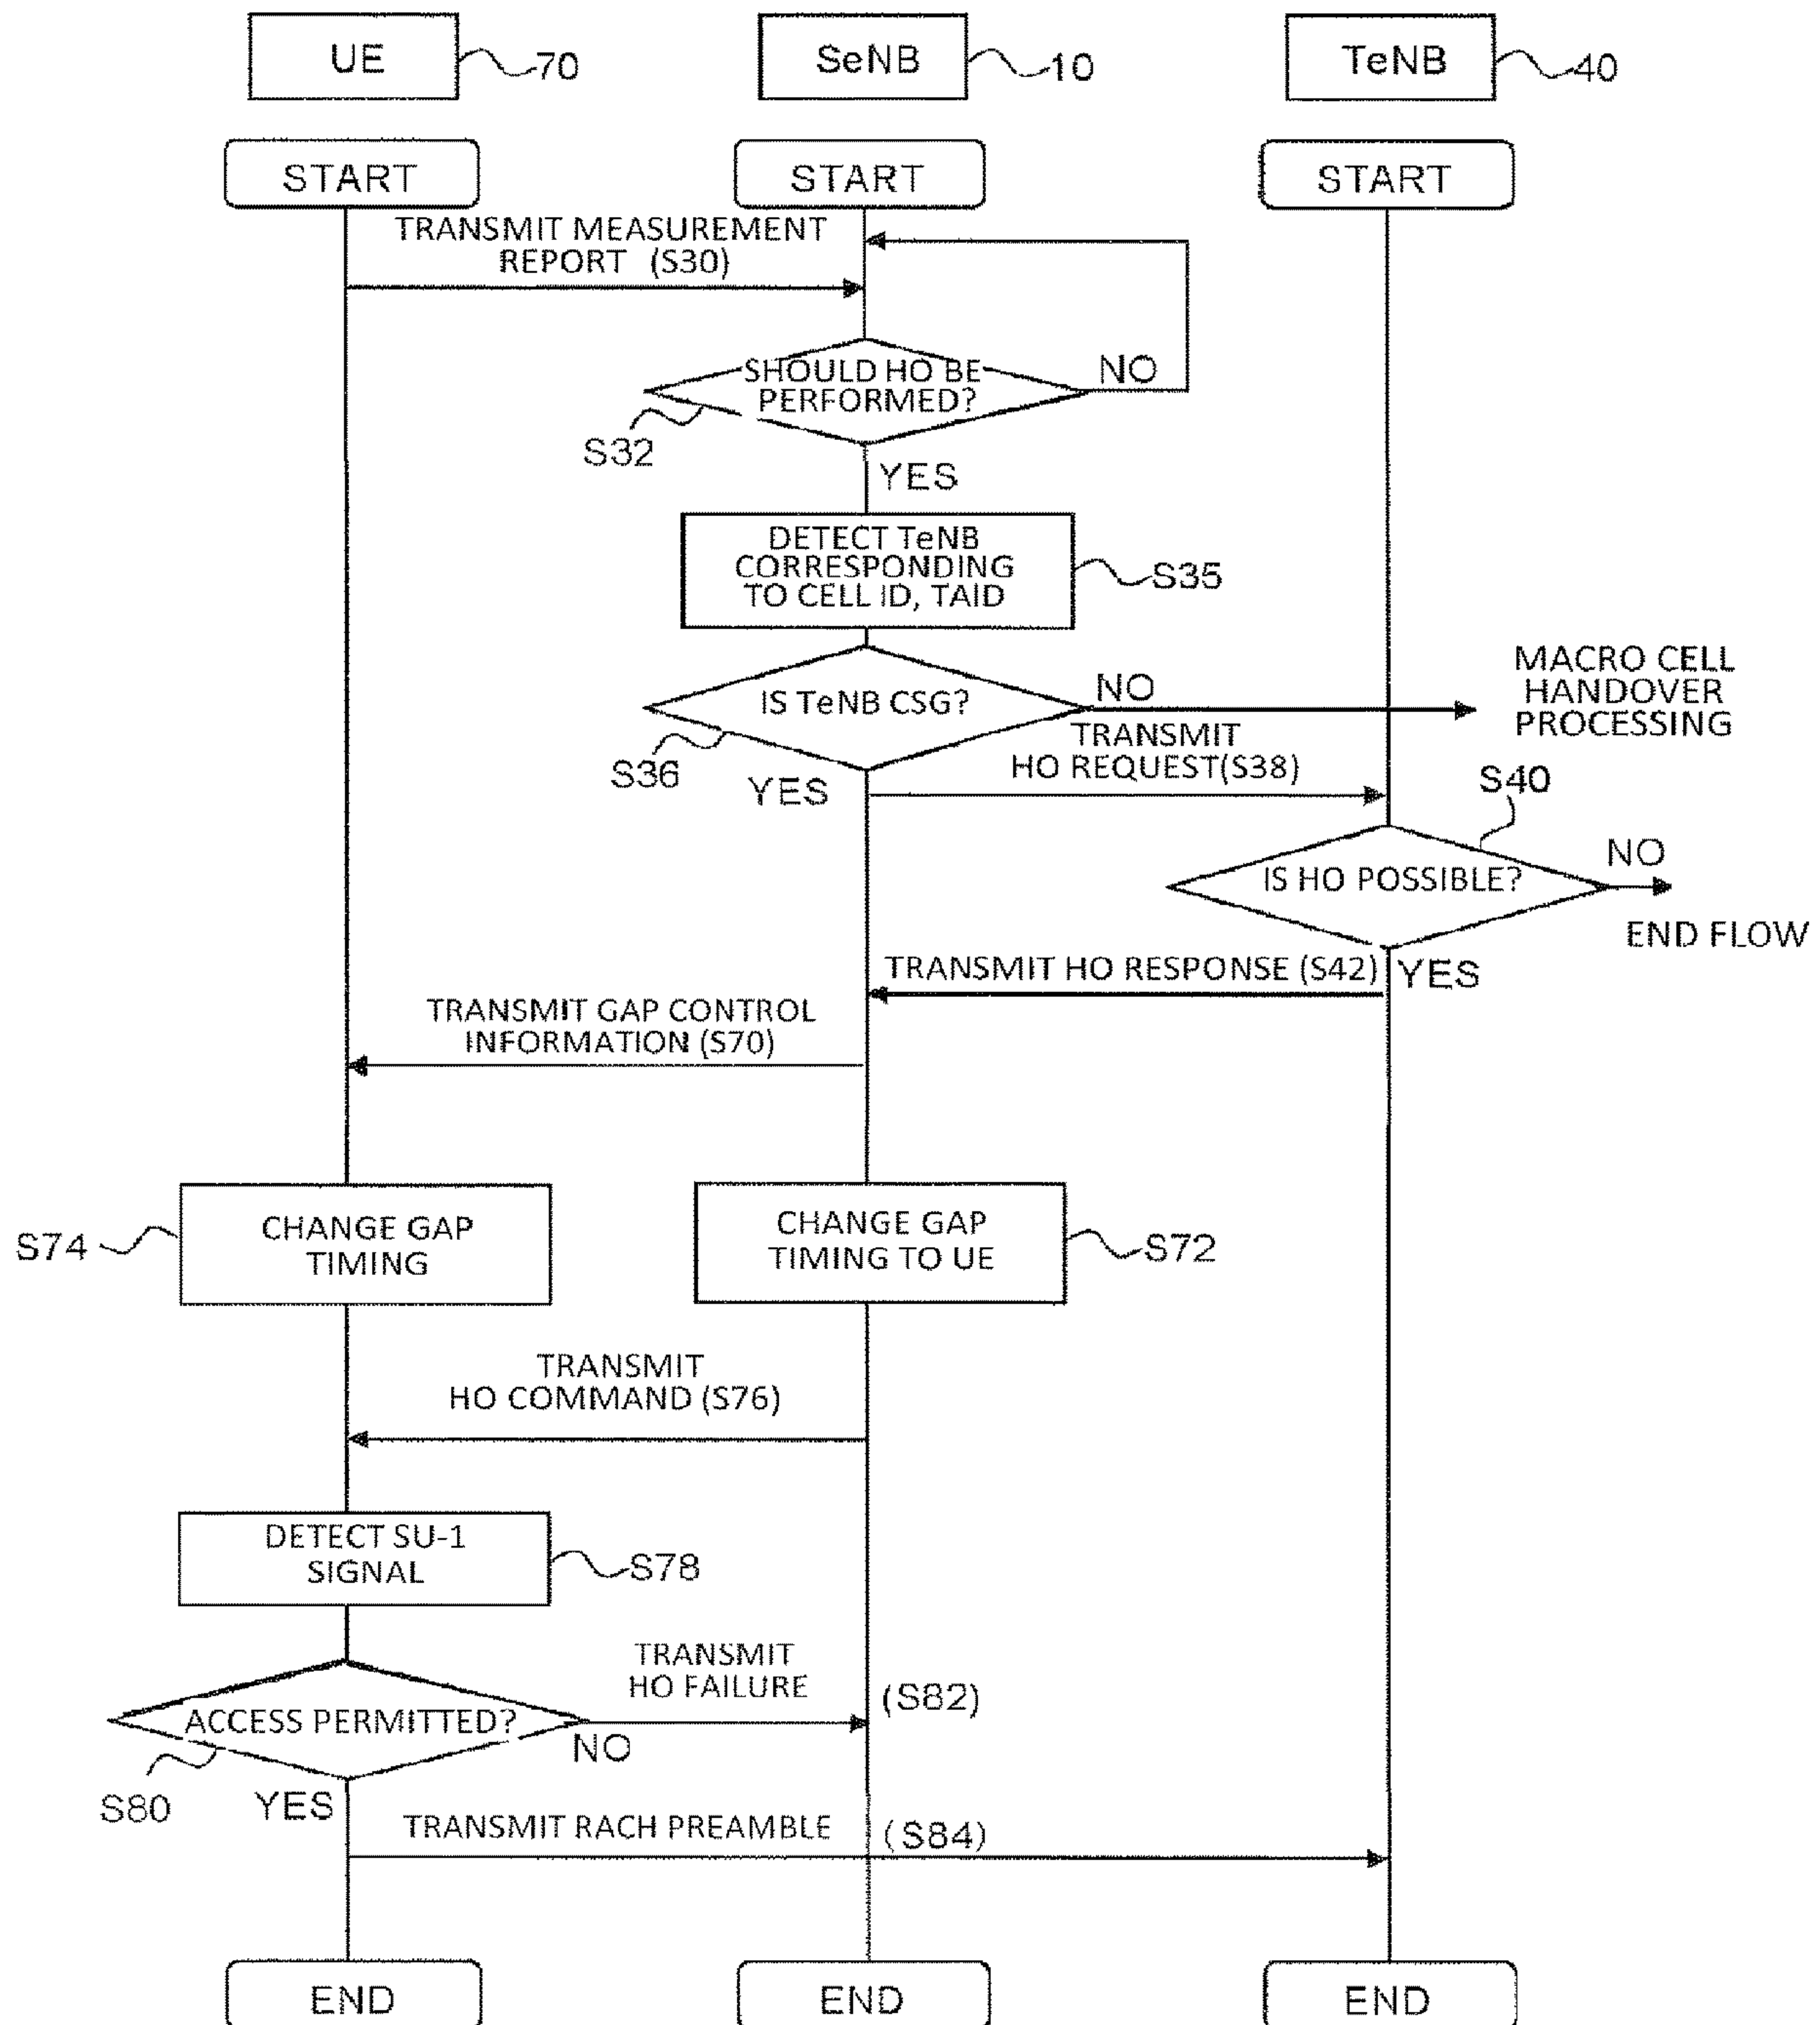 UE
70
SeNB
10
TeNB
40
START
START
START
TRANSMIT MEASUREMENT
REPORT (S30)
SHOULD HO BE
PERFORMED?
NO
S32
YES
DETECT TeNB
CORRESPONDING
TO CELL ID, TAID
S35
IS TeNB CSG?
NO
MACRO CELL
HANDOVER
PROCESSING
S36
YES
TRANSMIT
HO REQUEST(S38)
S40
IS HO POSSIBLE?
NO
END FLOW
TRANSMIT HO RESPONSE (S42)
YES
TRANSMIT GAP CONTROL
INFORMATION (S70)
S74
CHANGE GAP
TIMING
CHANGE GAP
TIMING TO UE
S72
TRANSMIT
HO COMMAND (S76)
DETECT SU-1
SIGNAL
S78
TRANSMIT
HO FAILURE
(S82)
ACCESS PERMITTED?
NO
S80
YES
TRANSMIT RACH PREAMBLE
(S84)
END
END
END